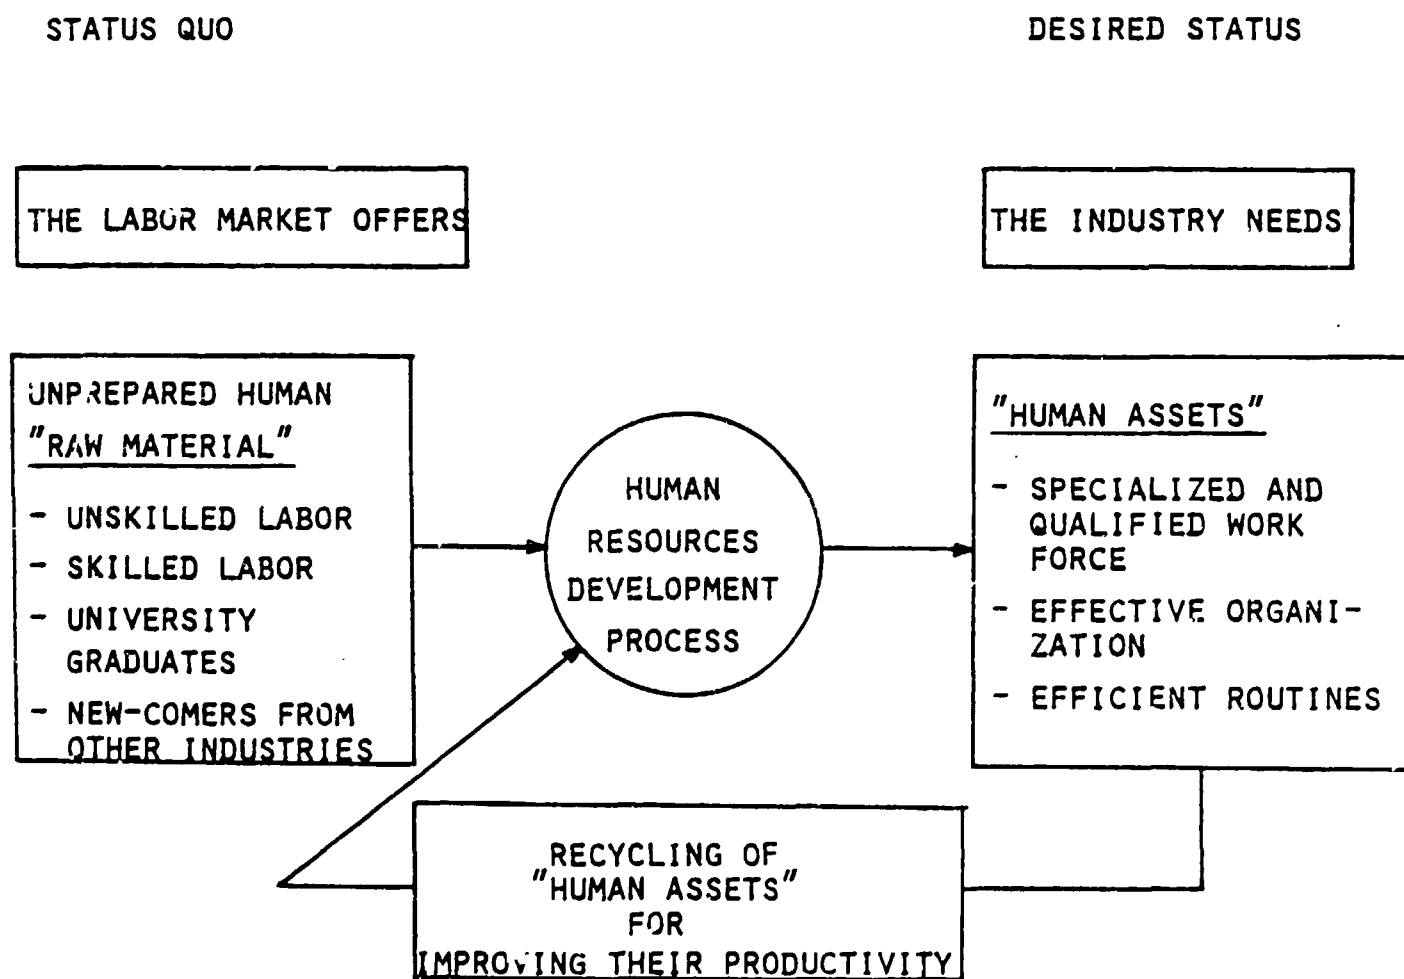 STATUS QUO
DESIRED STATUS
THE LABOR MARKET OFFERS
THE INDUSTRY NEEDS
UNPREPARED HUMAN
"RAW MATERIAL"
- UNSKILLED LABOR
- SKILLED LABOR
- UNIVERSITY
GRADUATES
- NEW-COMERS FROM
OTHER INDUSTRIES
HUMAN
RESOURCES
DEVELOPMENT
PROCESS
"HUMAN ASSETS"
- SPECIALIZED AND
QUALIFIED WORK
FORCE
- EFFECTIVE ORGANI-
ZATION
- EFFICIENT ROUTINES
RECYCLING OF
"HUMAN ASSETS"
FOR
IMPROVING THEIR PRODUCTIVITY